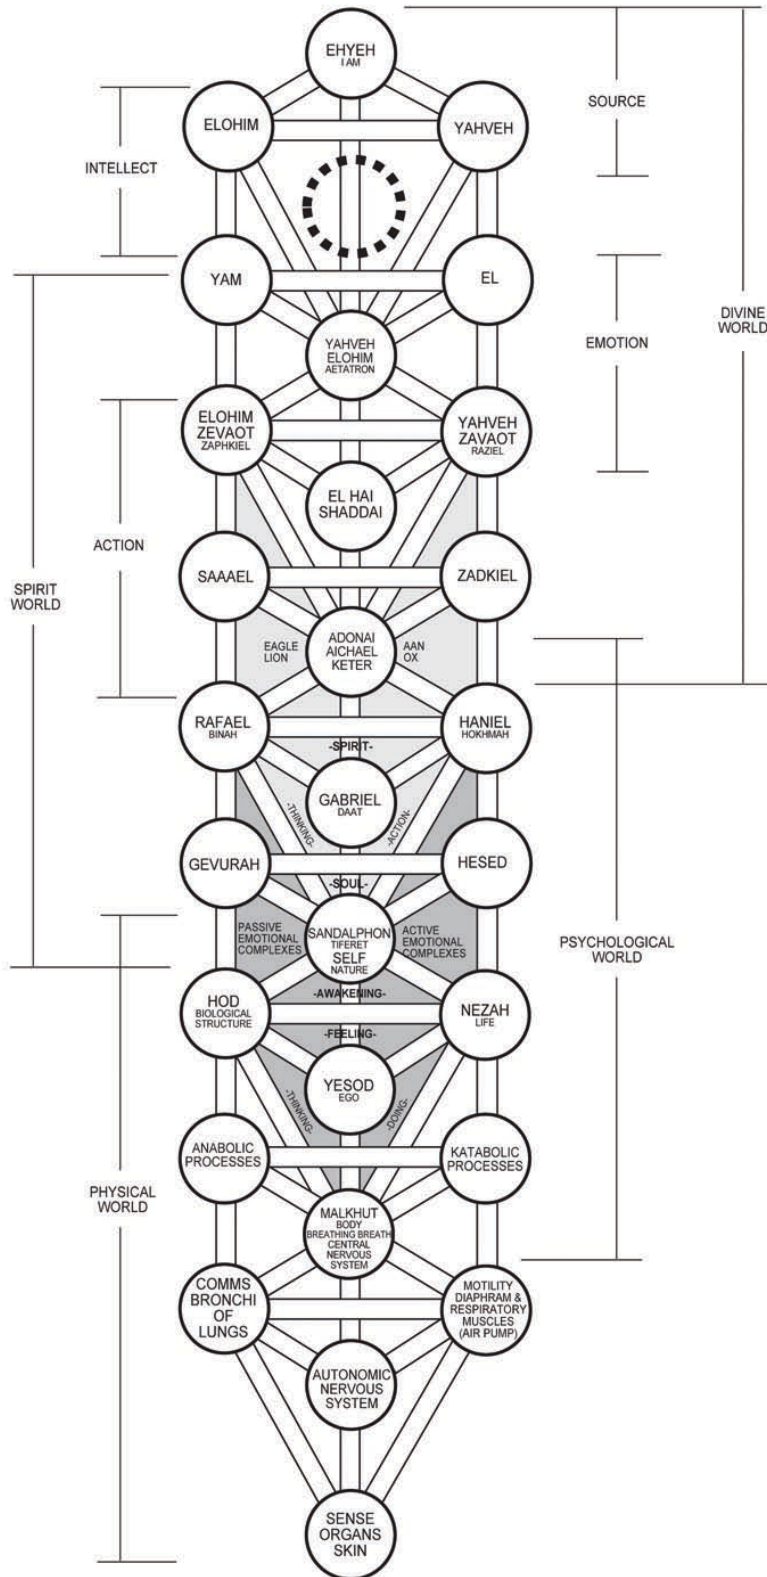 EHYEH
I AM
SOURCE
ELOHIM
YAHVEH
INTELLECT
YAM
EL
DIVINE
WORLD
YAHVEH
ELOHIM
AETATRON
EMOTION
ELOHIM
ZEVAOT
ZAPHKIEL
YAHVEH
ZAVAOT
RAZIEL
EL HAI
SHADDAI
ACTION
SAAAEL
ZADKIEL
SPIRIT
WORLD
EAGLE
LION
ADONAI
AICHAEL
KETER
AAN
OX
RAFAEL
BINAH
HANIEL
HOKHMAH
-SPIRIT-
GABRIEL
DAAT
-THINKING-
-ACTION-
GEVURAH
HESED
-SOUL-
PASSIVE
EMOTIONAL
COMPLEXES
SANDALPHON
TIFERET
SELF
NATURE
ACTIVE
EMOTIONAL
COMPLEXES
PSYCHOLOGICAL
WORLD
-AWAKENING-
HOD
BIOLOGICAL
STRUCTURE
NEZAH
LIFE
-FEELING-
YESOD
EGO
-THINKING-
-DOING-
ANABOLIC
PROCESSES
KATABOLIC
PROCESSES
PHYSICAL
WORLD
MALKHUT
BODY
BREATHING BREATH
CENTRAL
NERVOUS
SYSTEM
COMMS
BRONCHI
OF
LUNGS
MOTILITY
DIAPHRAM &
RESPIRATORY
MUSCLES
(AIR PUMP)
AUTONOMIC
NERVOUS
SYSTEM
SENSE
ORGANS
SKIN